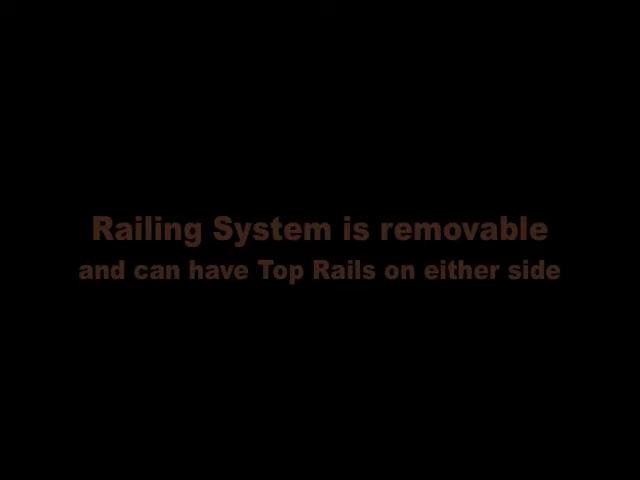 Railing System is removable
and can have Top Rails on either side